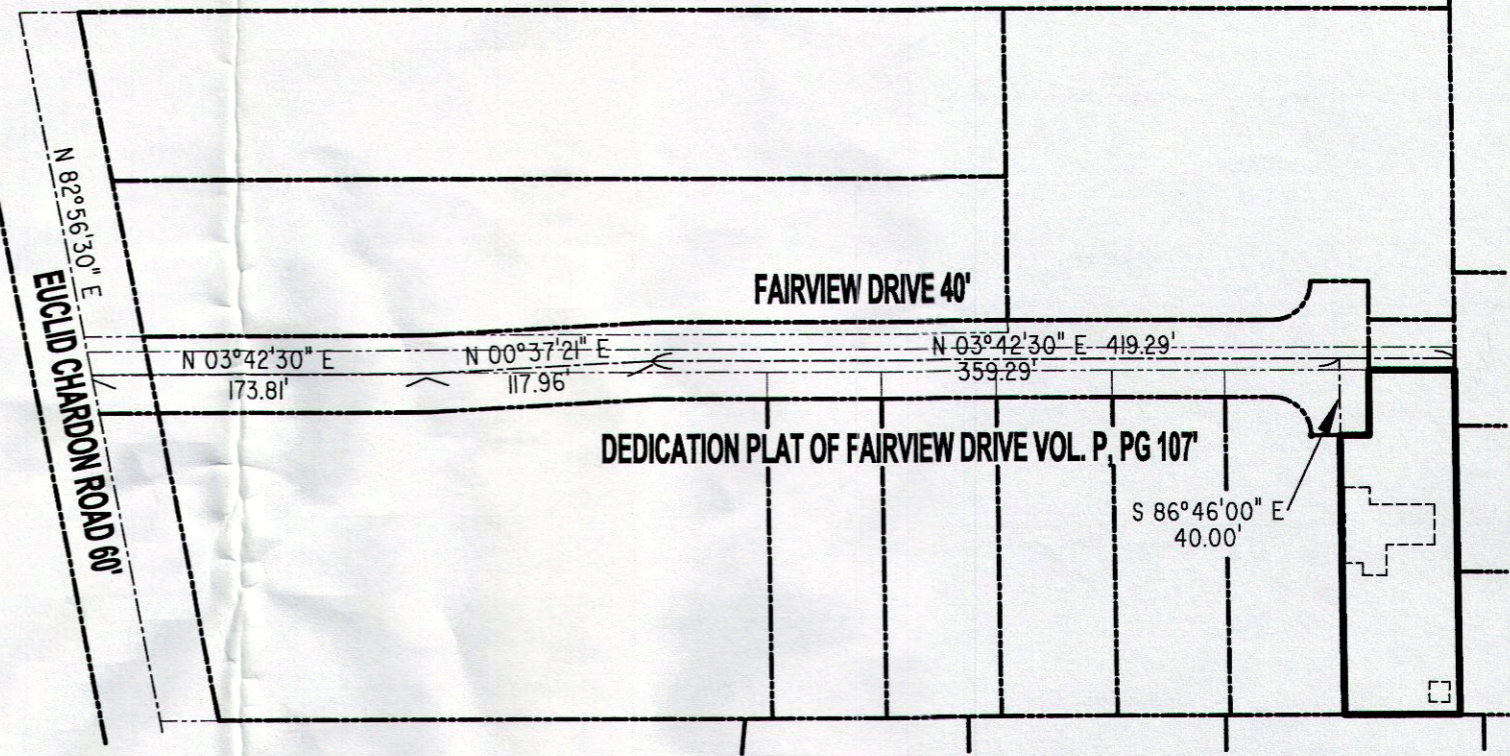 N 82°56'30" E
EUCLID CHARDON ROAD 60'
FAIRVIEW DRIVE 40'
N 03°42'30" E
173.81'
N 00°37'21" E
117.96'
N 03°42'30" E 419.29'
359.29'
DEDICATION PLAT OF FAIRVIEW DRIVE VOL. P, PG 107'
S 86°46'00" E
40.00'